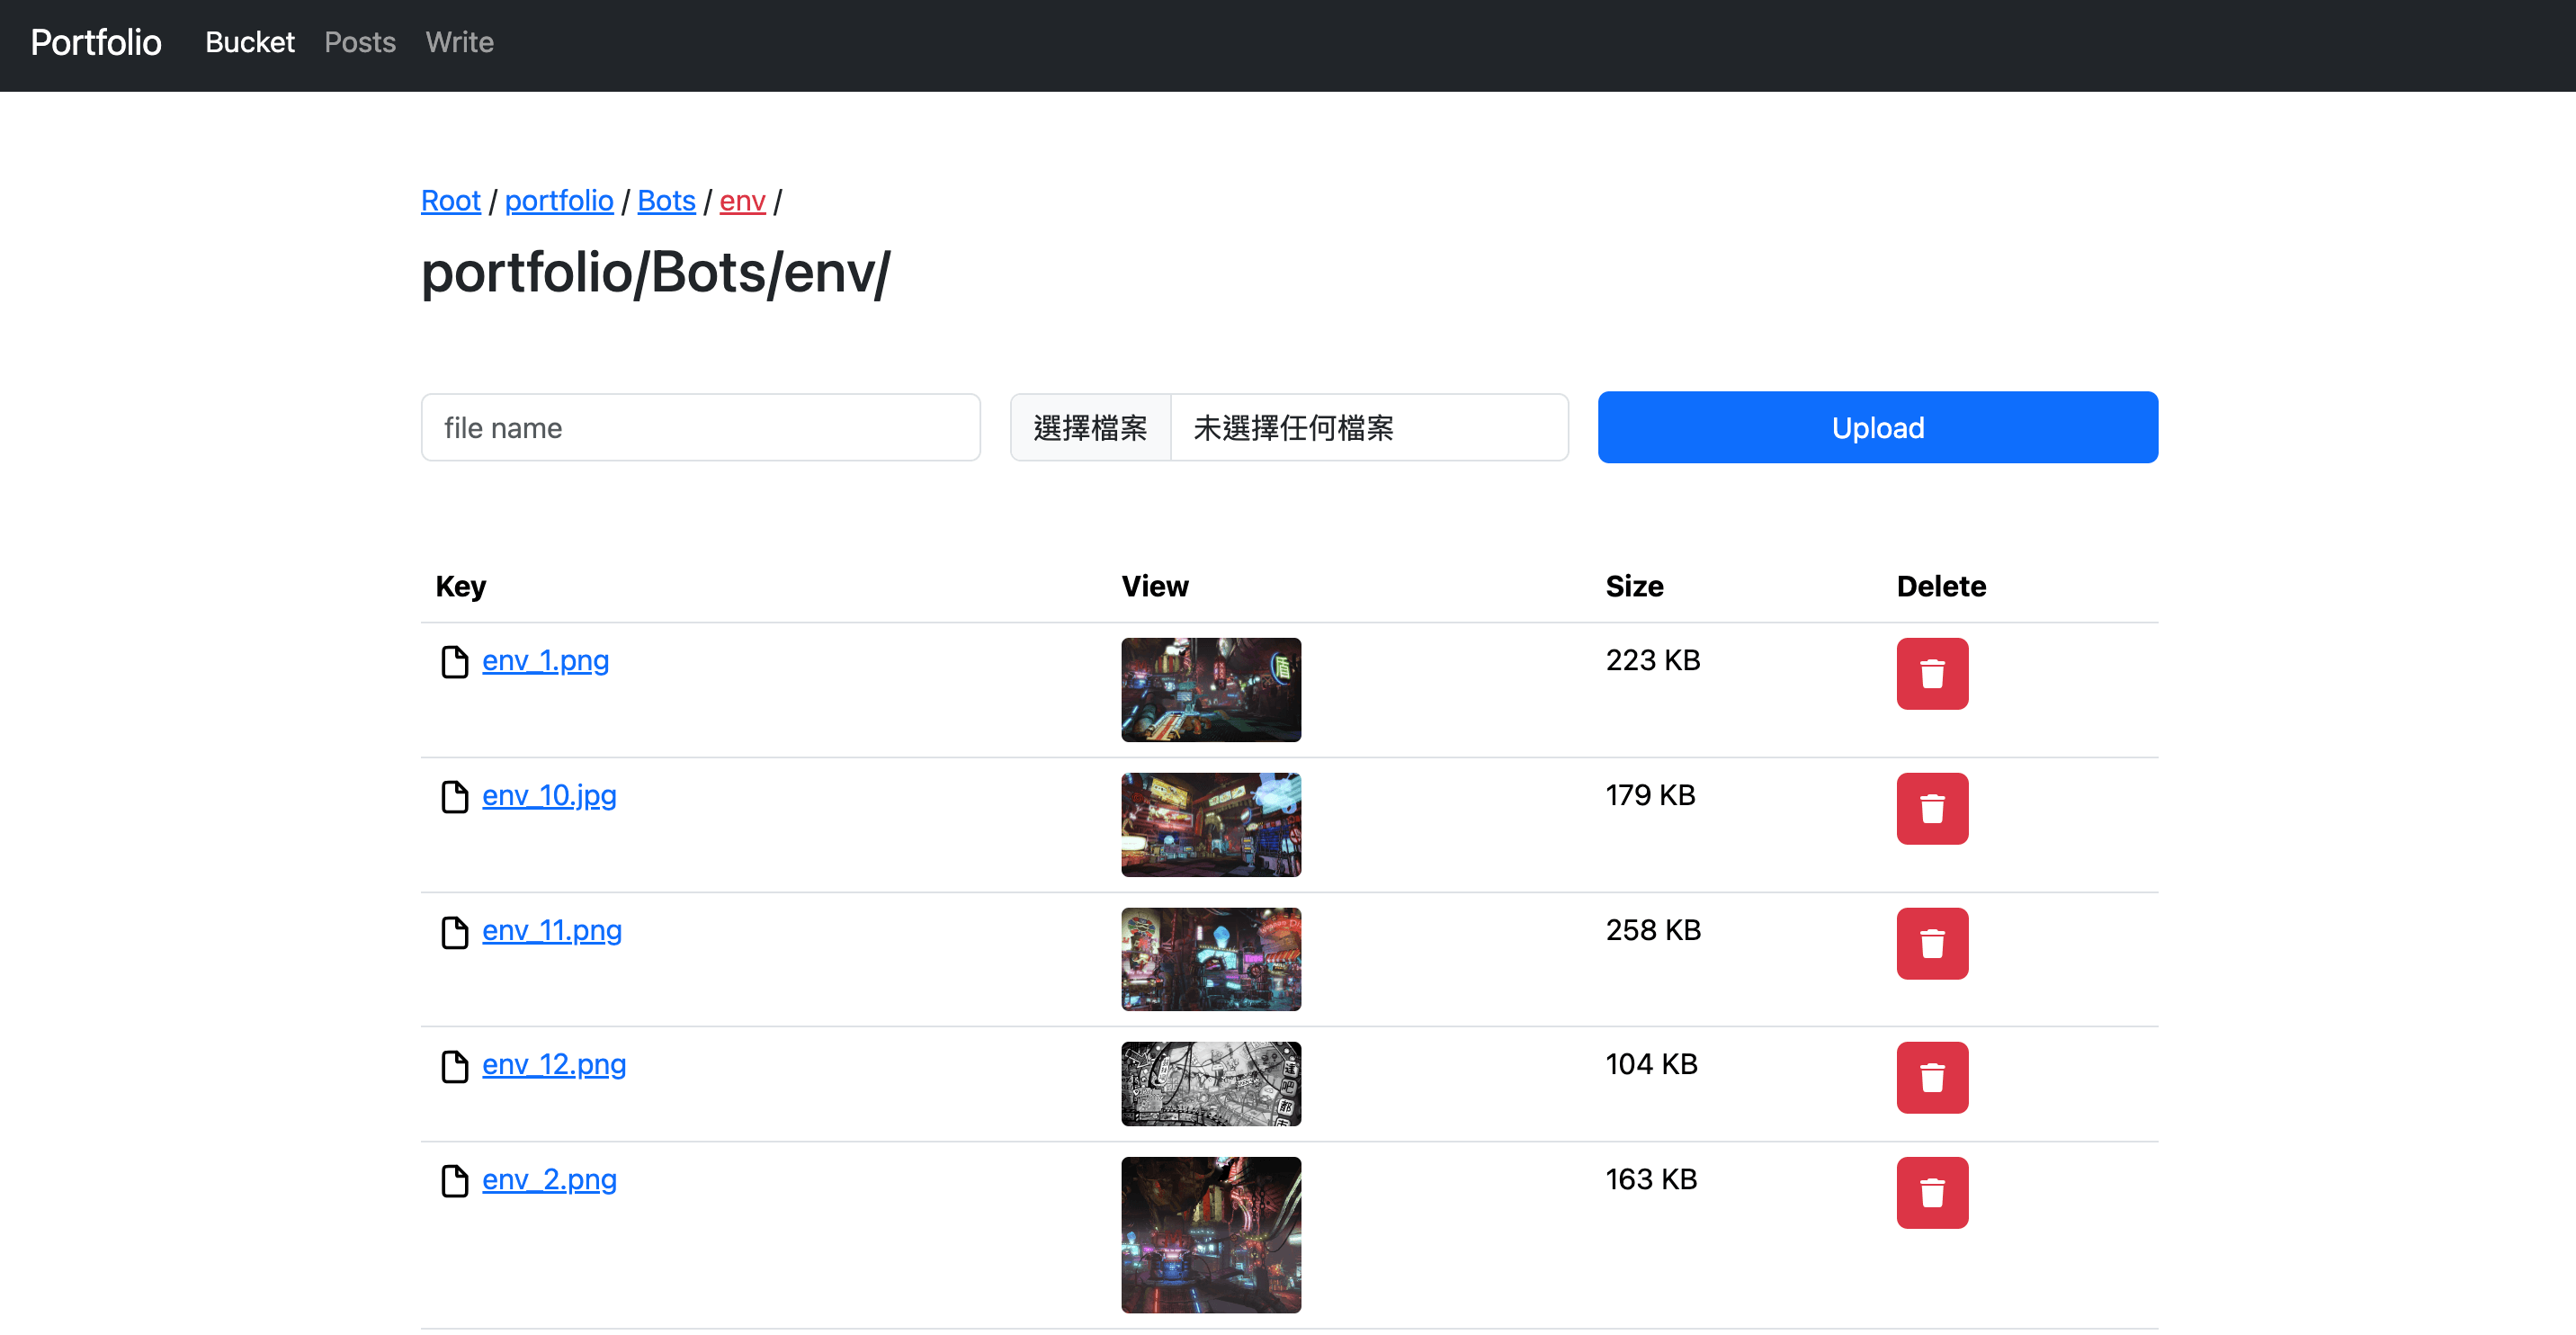 Portfolio Bucket Posts Write
Root / portfolio / Bots / env /
portfolio/Bots/env/
file name 選擇檔案 未選擇任何檔案 Upload
Key View Size Delete
env_1.png 盾 223 KB
env_10.jpg 179 KB
env_11.png 258 KB
env_12.png 104 KB
env_2.png 163 KB